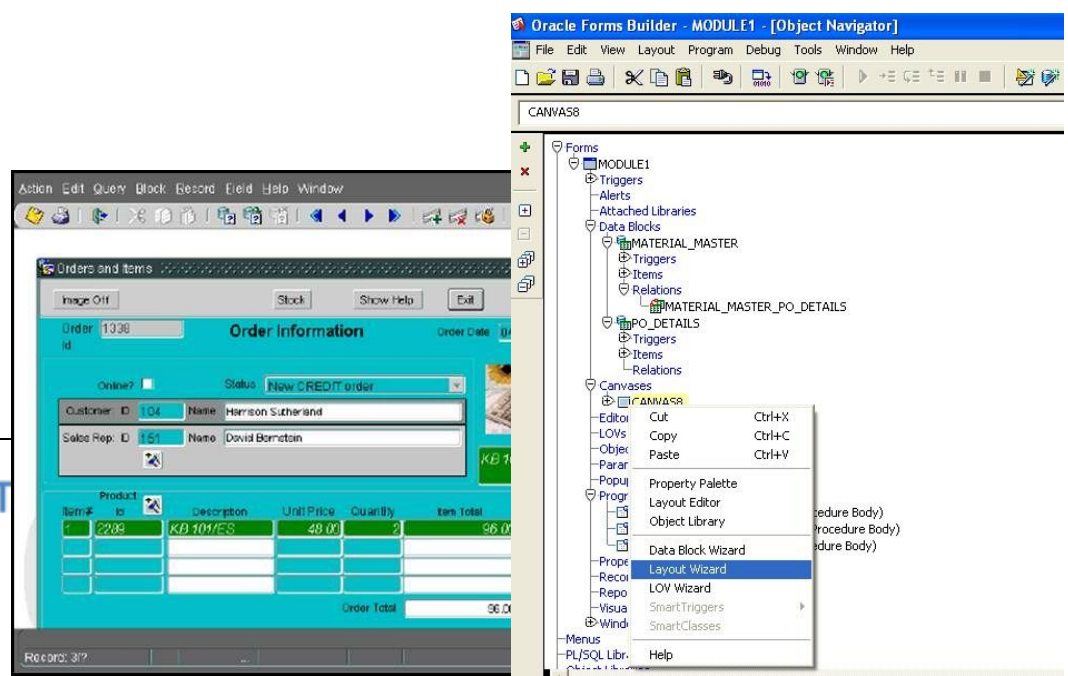 Action Edit Query Block Record Field Help Window
Orders and Items
Image Off Stock Show Help Exit
Order Id 1338
Order Information
Order Date
Online?
Status New CREDIT order
Customer: ID 104 Name Harrison Sutherland
Sales Rep: ID 151 Name David Bernstein
Item# Product Id Description Unit Price Quantity Item Total
1 2289 KB 101/ES 48.00 2
Order Total
Record: 3/?
...
Oracle Forms Builder - MODULE1 - [Object Navigator]
File Edit View Layout Program Debug Tools Window Help
CANVAS8
Forms
MODULE1
Triggers
Alerts
Attached Libraries
Data Blocks
MATERIAL_MASTER
Triggers
Items
Relations
MATERIAL_MASTER_PO_DETAILS
PO_DETAILS
Triggers
Items
Relations
Canvases
CANVAS8
Cut Ctrl+X
Copy Ctrl+C
Paste Ctrl+V
Property Palette
Layout Editor
Object Library
Data Block Wizard
Layout Wizard
LOV Wizard
SmartTriggers
SmartClasses
Help
LOVs
edure Body)
Procedure Body)
edure Body)
Menus